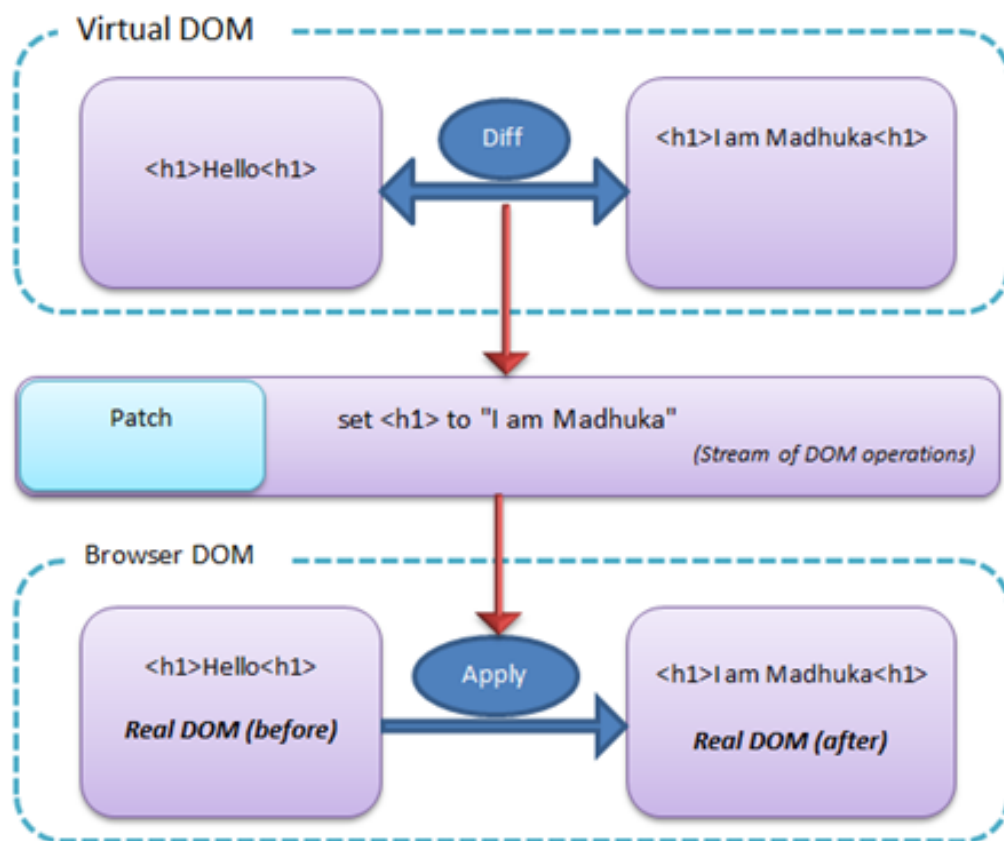 Virtual DOM
Diff
<h1>Hello<h1>
<h1>I am Madhuka<h1>
Patch
set <h1> to "I am Madhuka"
(Stream of DOM operations)
Browser DOM
<h1>Hello<h1>
Real DOM (before)
Apply
<h1>I am Madhuka<h1>
Real DOM (after)